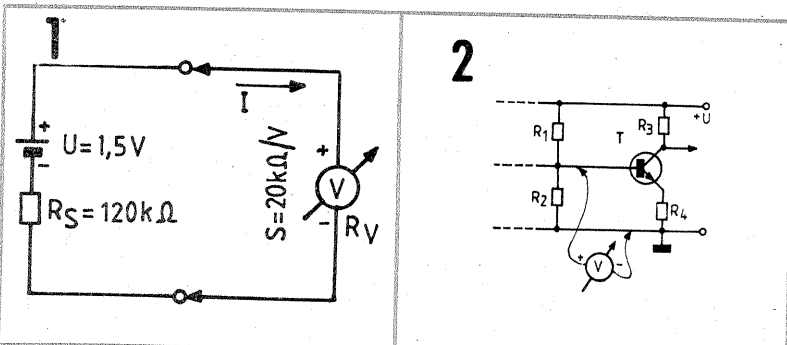 1
I
+
U=1,5V
-
RS=120kΩ
S=20kΩ/V
+
V
-
RV
2
+U
R1
T
R3
R2
R4
+
V
-